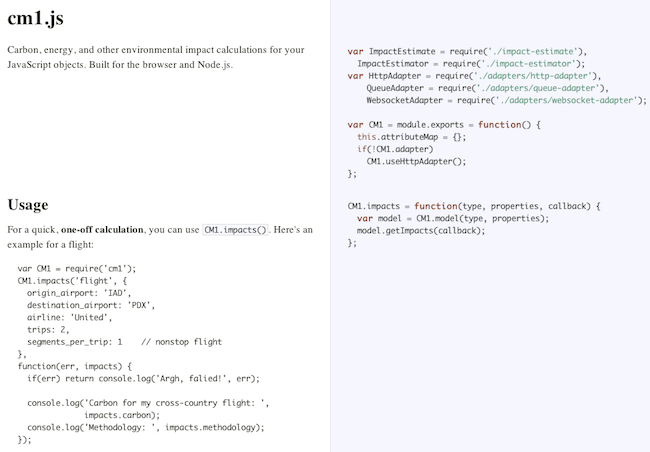 cm1.js
Carbon, energy, and other environmental impact calculations for your
JavaScript objects. Built for the browser and Node.js.
var ImpactEstimate = require('./impact-estimate'),
ImpactEstimator = require('./impact-estimator');
var HttpAdapter = require('./adapters/http-adapter'),
QueueAdapter = require('./adapters/queue-adapter'),
WebsocketAdapter = require('./adapters/websocket-adapter');
var CM1 = module.exports = function() {
this.attributeMap = {};
if(!CM1.adapter)
CM1.useHttpAdapter();
};
Usage
For a quick, one-off calculation, you can use CM1.impacts(). Here's an
example for a flight:
var CM1 = require('cm1');
CM1.impacts('flight', {
origin_airport: 'IAD',
destination_airport: 'PDX',
airline: 'United',
trips: 2,
segments_per_trip: 1 // nonstop flight
},
function(err, impacts) {
if(err) return console.log('Argh, falied!', err);
console.log('Carbon for my cross-country flight: ',
impacts.carbon);
console.log('Methodology: ', impacts.methodology);
});
CM1.impacts = function(type, properties, callback) {
var model = CM1.model(type, properties);
model.getImpacts(callback);
};